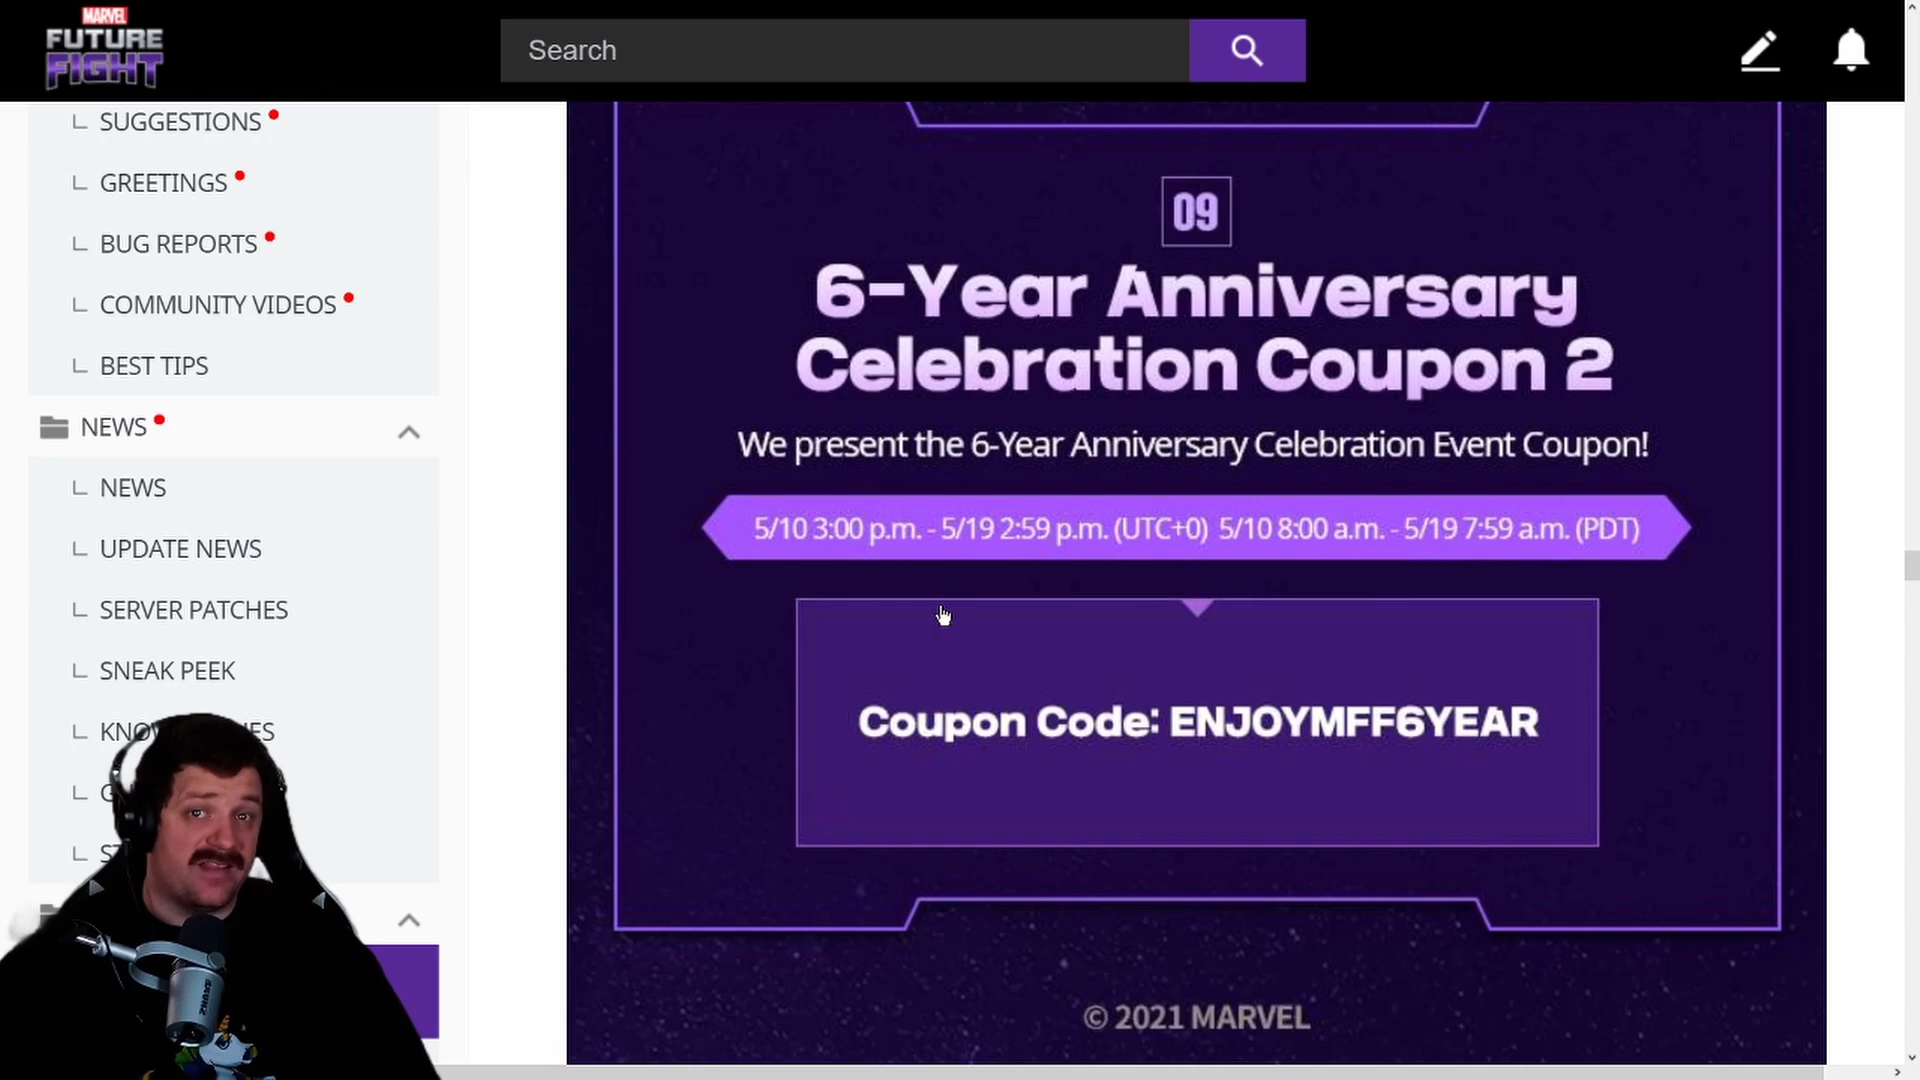 MARVEL
FUTURE
FIGHT
Search
SUGGESTIONS
GREETINGS
BUG REPORTS
COMMUNITY VIDEOS
BEST TIPS
NEWS
NEWS
UPDATE NEWS
SERVER PATCHES
SNEAK PEEK
09
6-Year Anniversary
Celebration Coupon 2
We present the 6-Year Anniversary Celebration Event Coupon!
5/10 3:00 p.m. - 5/19 2:59 p.m. (UTC+0) 5/10 8:00 a.m. - 5/19 7:59 a.m. (PDT)
Coupon Code: ENJOYMFF6YEAR
© 2021 MARVEL